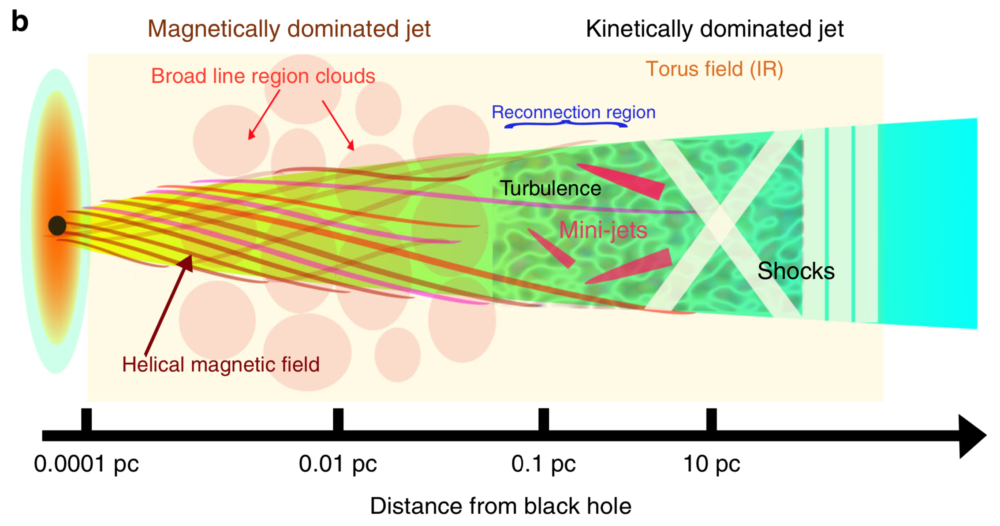 b
Magnetically dominated jet
Kinetically dominated jet
Broad line region clouds
Torus field (IR)
Reconnection region
Turbulence
Mini-jets
Shocks
Helical magnetic field
0.0001 pc
0.01 pc
0.1 pc
10 pc
Distance from black hole